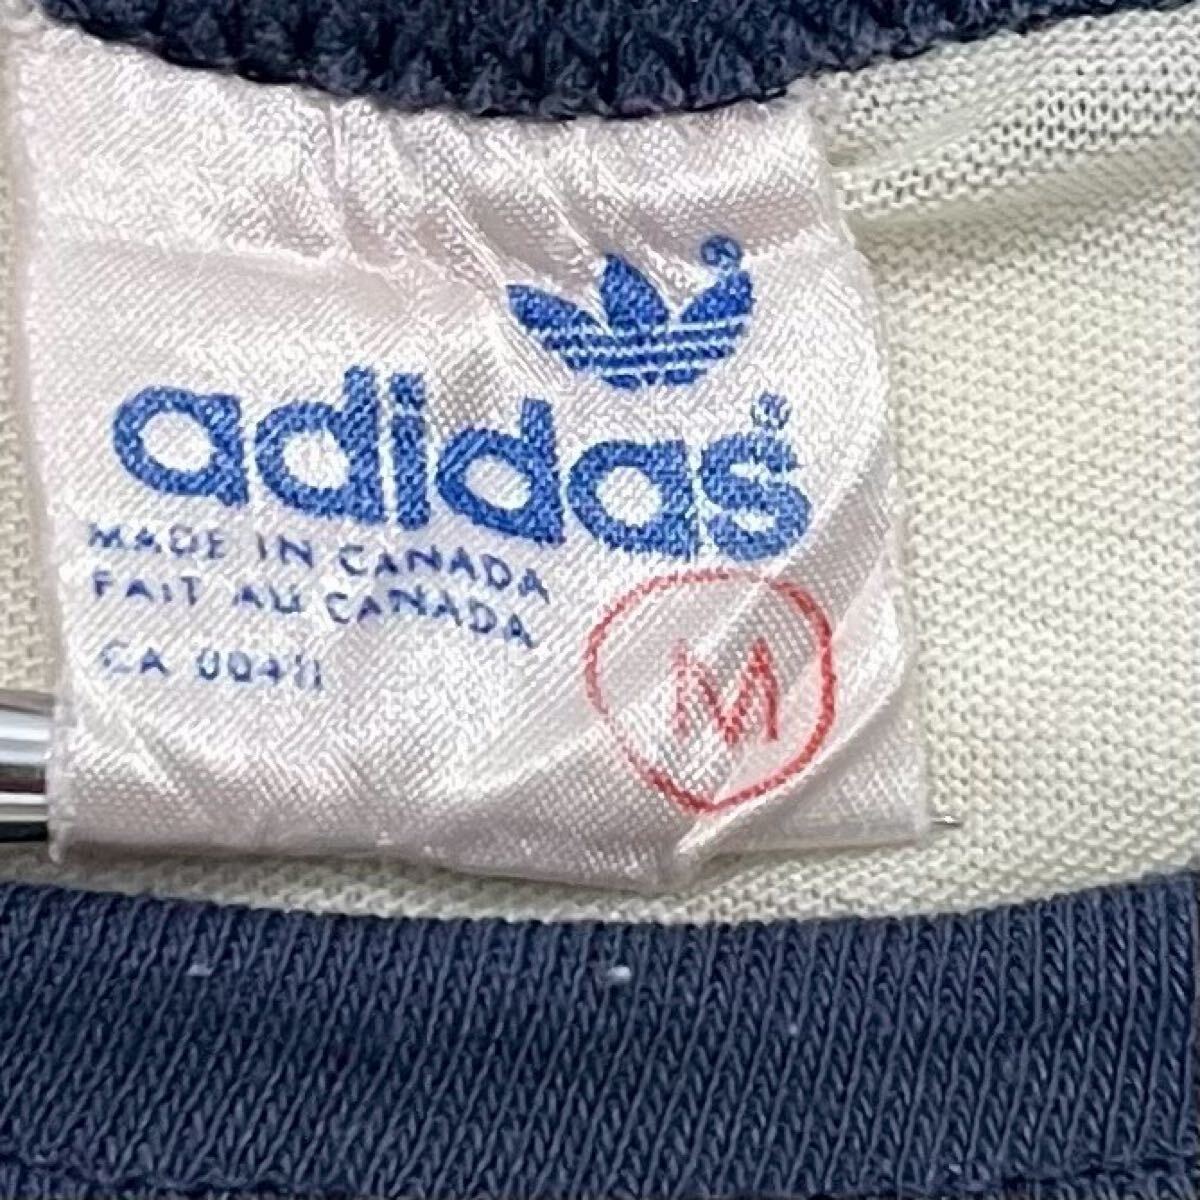 adidas®
MADE IN CANADA
FAIT AU CANADA
CA 00411
M